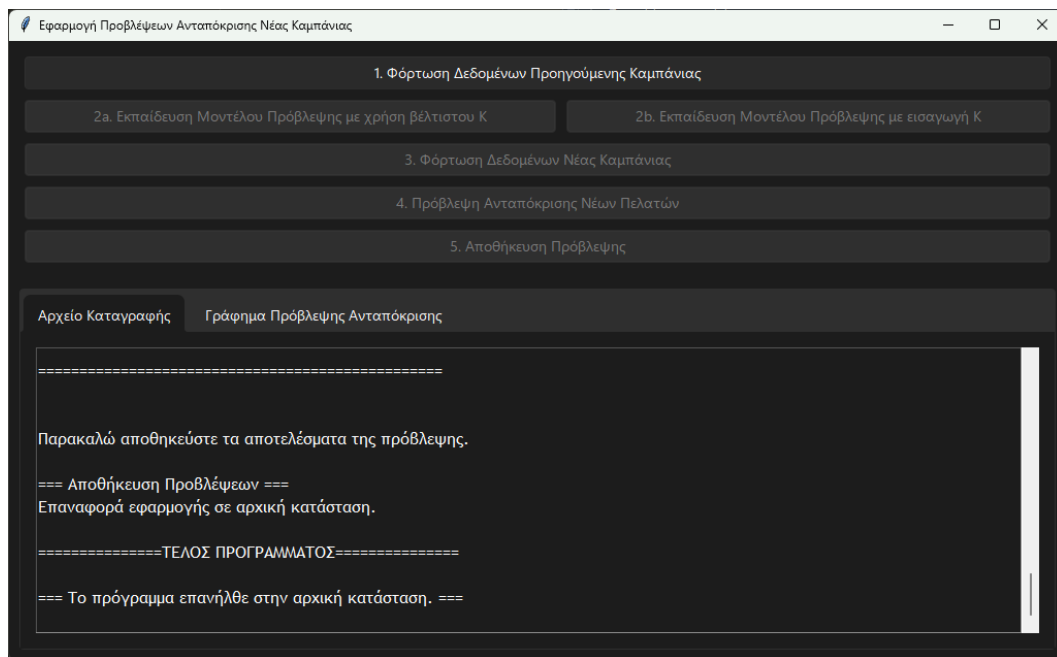 Εφαρμογή Προβλέψεων Ανταπόκρισης Νέας Καμπάνιας
1. Φόρτωση Δεδομένων Προηγούμενης Καμπάνιας
2a. Εκπαίδευση Μοντέλου Πρόβλεψης με χρήση βέλτιστου Κ
2b. Εκπαίδευση Μοντέλου Πρόβλεψης με εισαγωγή Κ
3. Φόρτωση Δεδομένων Νέας Καμπάνιας
4. Πρόβλεψη Ανταπόκρισης Νέων Πελατών
5. Αποθήκευση Πρόβλεψης
Αρχείο Καταγραφής
Γράφημα Πρόβλεψης Ανταπόκρισης
=================================================
Παρακαλώ αποθηκεύστε τα αποτελέσματα της πρόβλεψης.
=== Αποθήκευση Προβλέψεων ===
Επαναφορά εφαρμογής σε αρχική κατάσταση.
===============ΤΕΛΟΣ ΠΡΟΓΡΑΜΜΑΤΟΣ===============
=== Το πρόγραμμα επανήλθε στην αρχική κατάσταση. ===